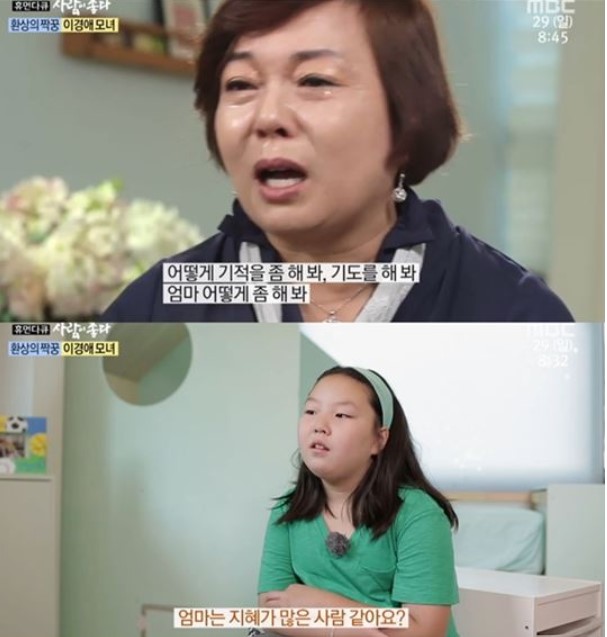 휴먼다큐 사람이 좋다
환상의 짝꿍 이경애 모녀
MBC
29 (일)
8:45
어떻게 기적을 좀 해 봐, 기도를 해 봐
엄마 어떻게 좀 해 봐
휴먼다큐 사람이 좋다
환상의 짝꿍 이경애 모녀
MBC
29 (일)
8:32
엄마는 지혜가 많은 사람 같아요?